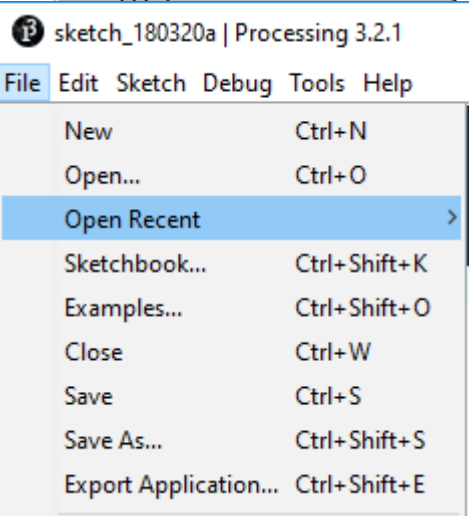 sketch_180320a | Processing 3.2.1
File Edit Sketch Debug Tools Help
New Ctrl+N
Open... Ctrl+O
Open Recent >
Sketchbook... Ctrl+Shift+K
Examples... Ctrl+Shift+O
Close Ctrl+W
Save Ctrl+S
Save As... Ctrl+Shift+S
Export Application... Ctrl+Shift+E